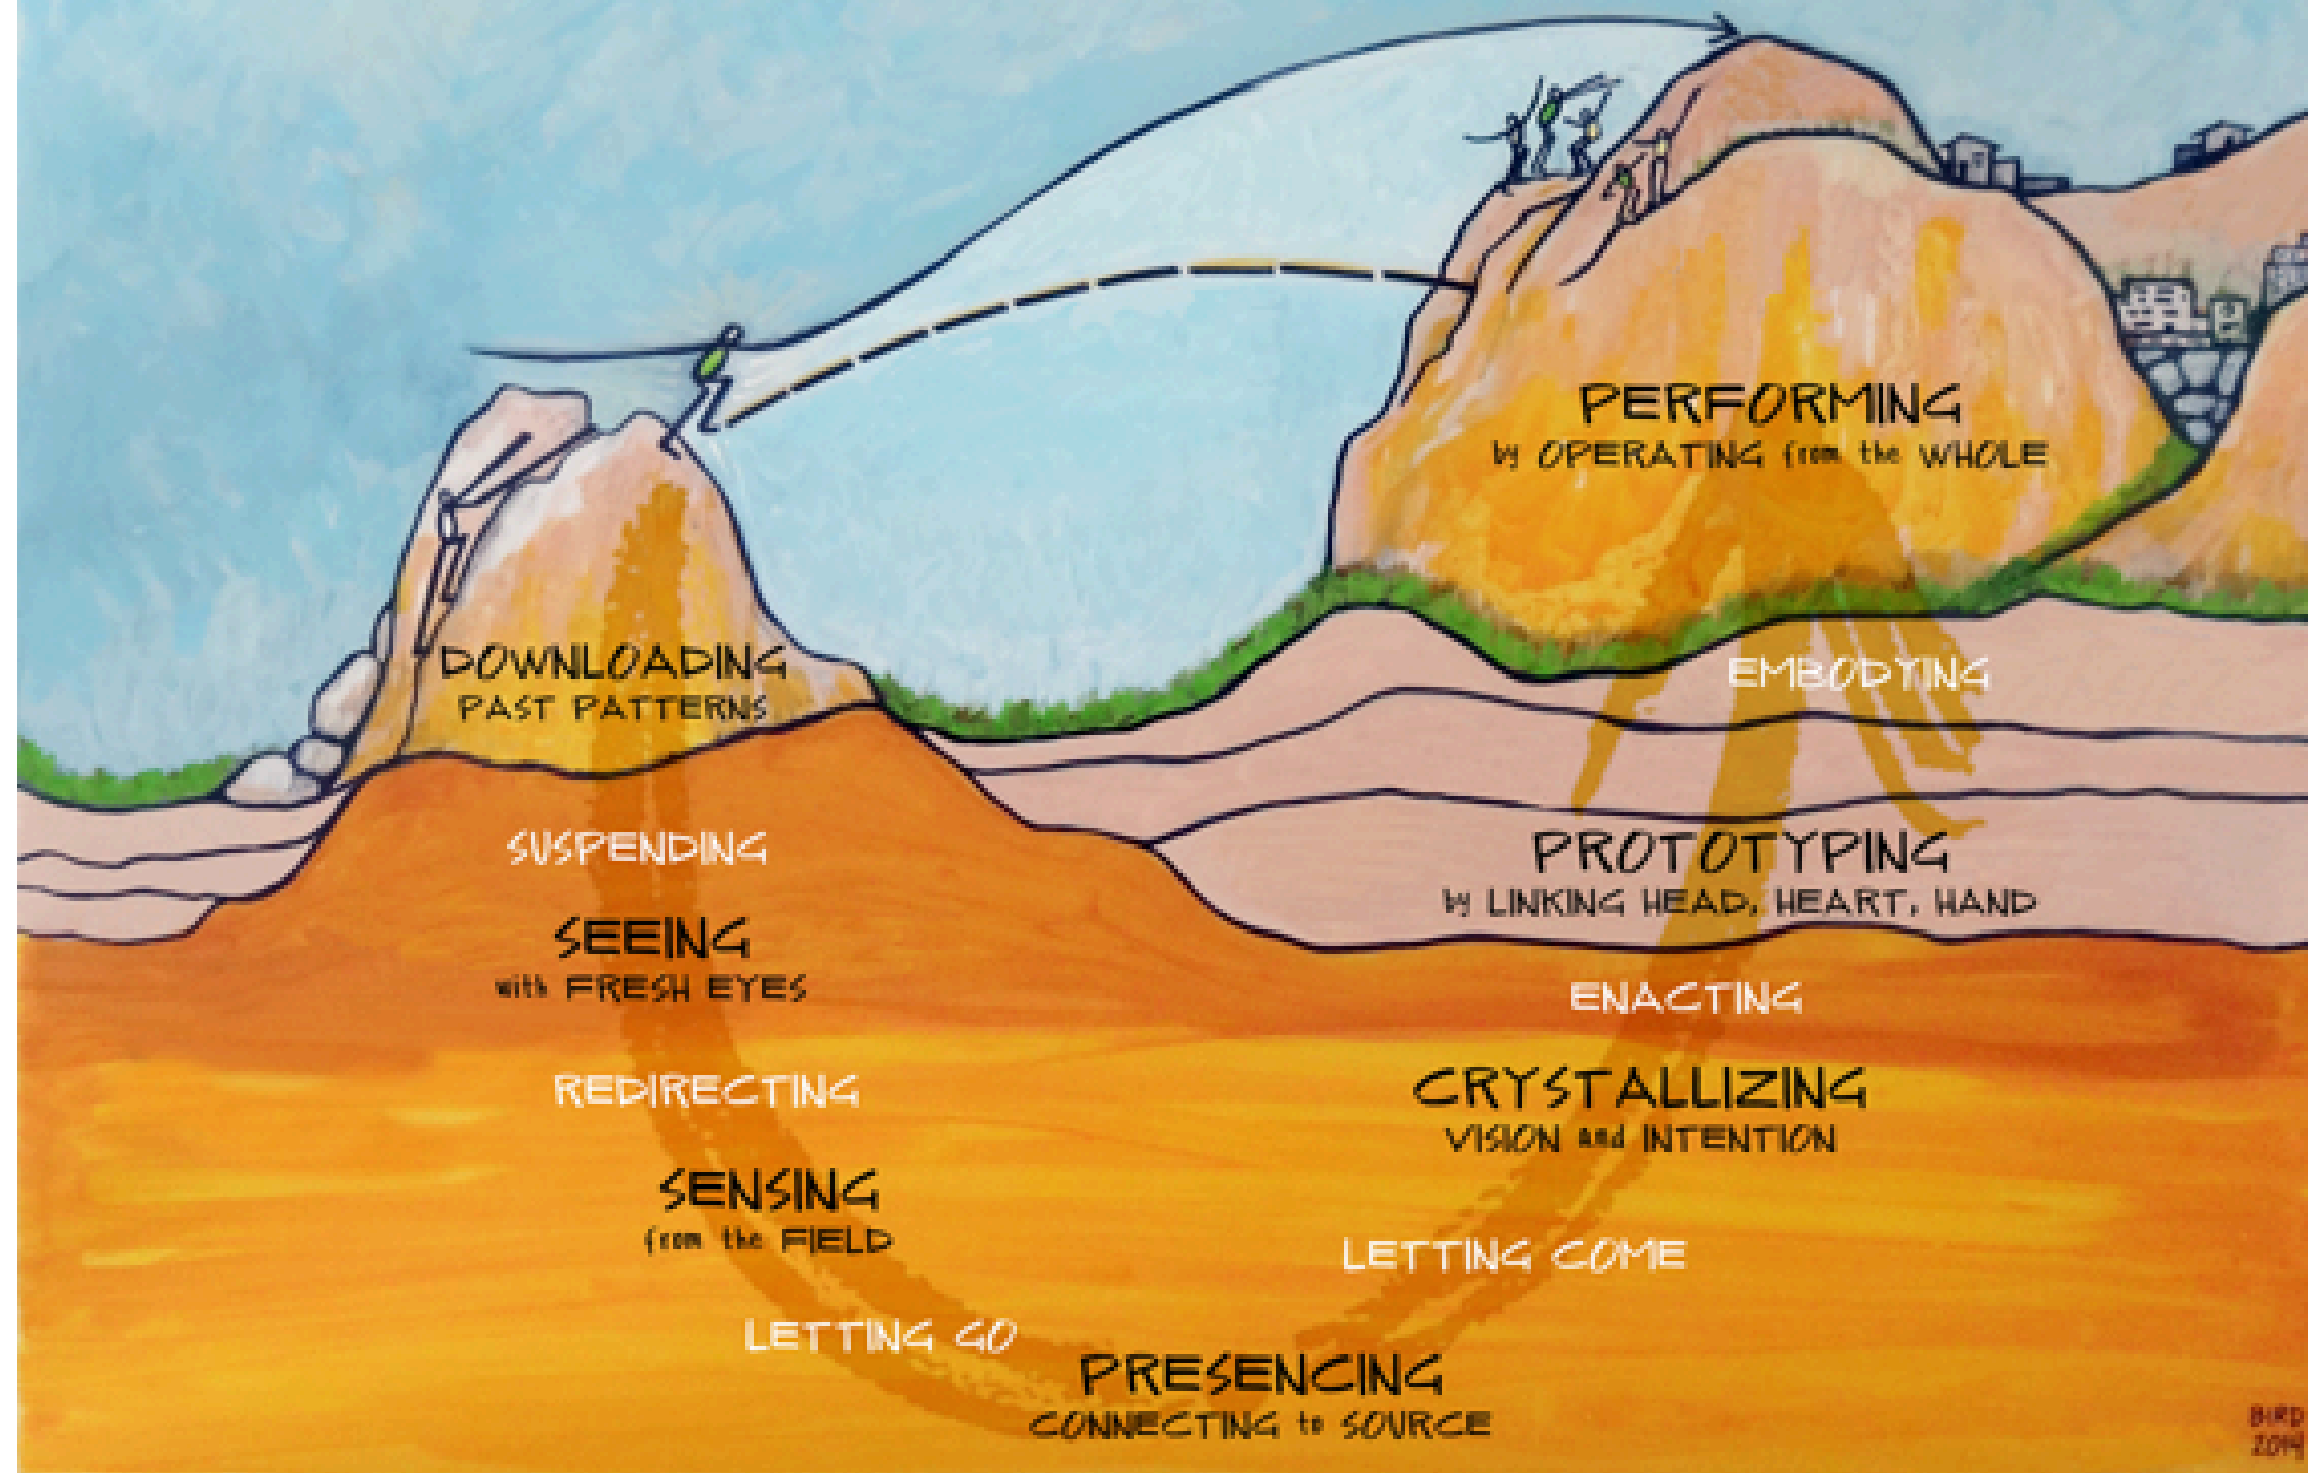 PERFORMING
by OPERATING from the WHOLE
DOWNLOADING
PAST PATTERNS
EMBODYING
SUSPENDING
PROTOTYPING
by LINKING HEAD, HEART, HAND
SEEING
with FRESH EYES
ENACTING
REDIRECTING
CRYSTALLIZING
VISION and INTENTION
SENSING
from the FIELD
LETTING COME
LETTING GO
PRESENCING
CONNECTING to SOURCE
BIRD
2014